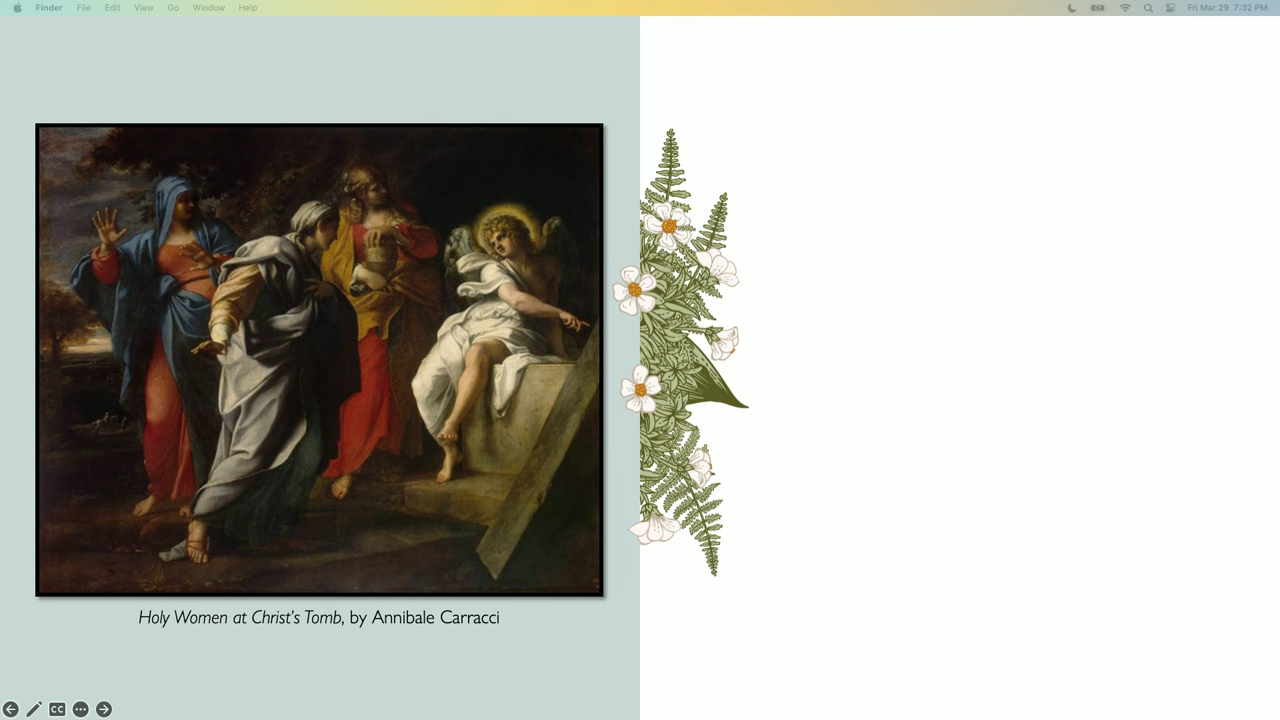 Finder File Edit View Go Window Help
Fri Mar 29 7:32 PM
Holy Women at Christ's Tomb, by Annibale Carracci
CC